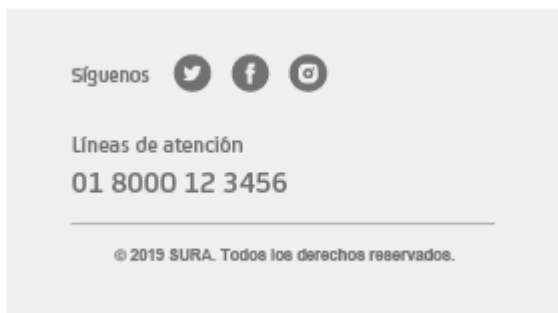 Síguenos
Líneas de atención
01 8000 12 3456
© 2019 SURA. Todos los derechos reservados.